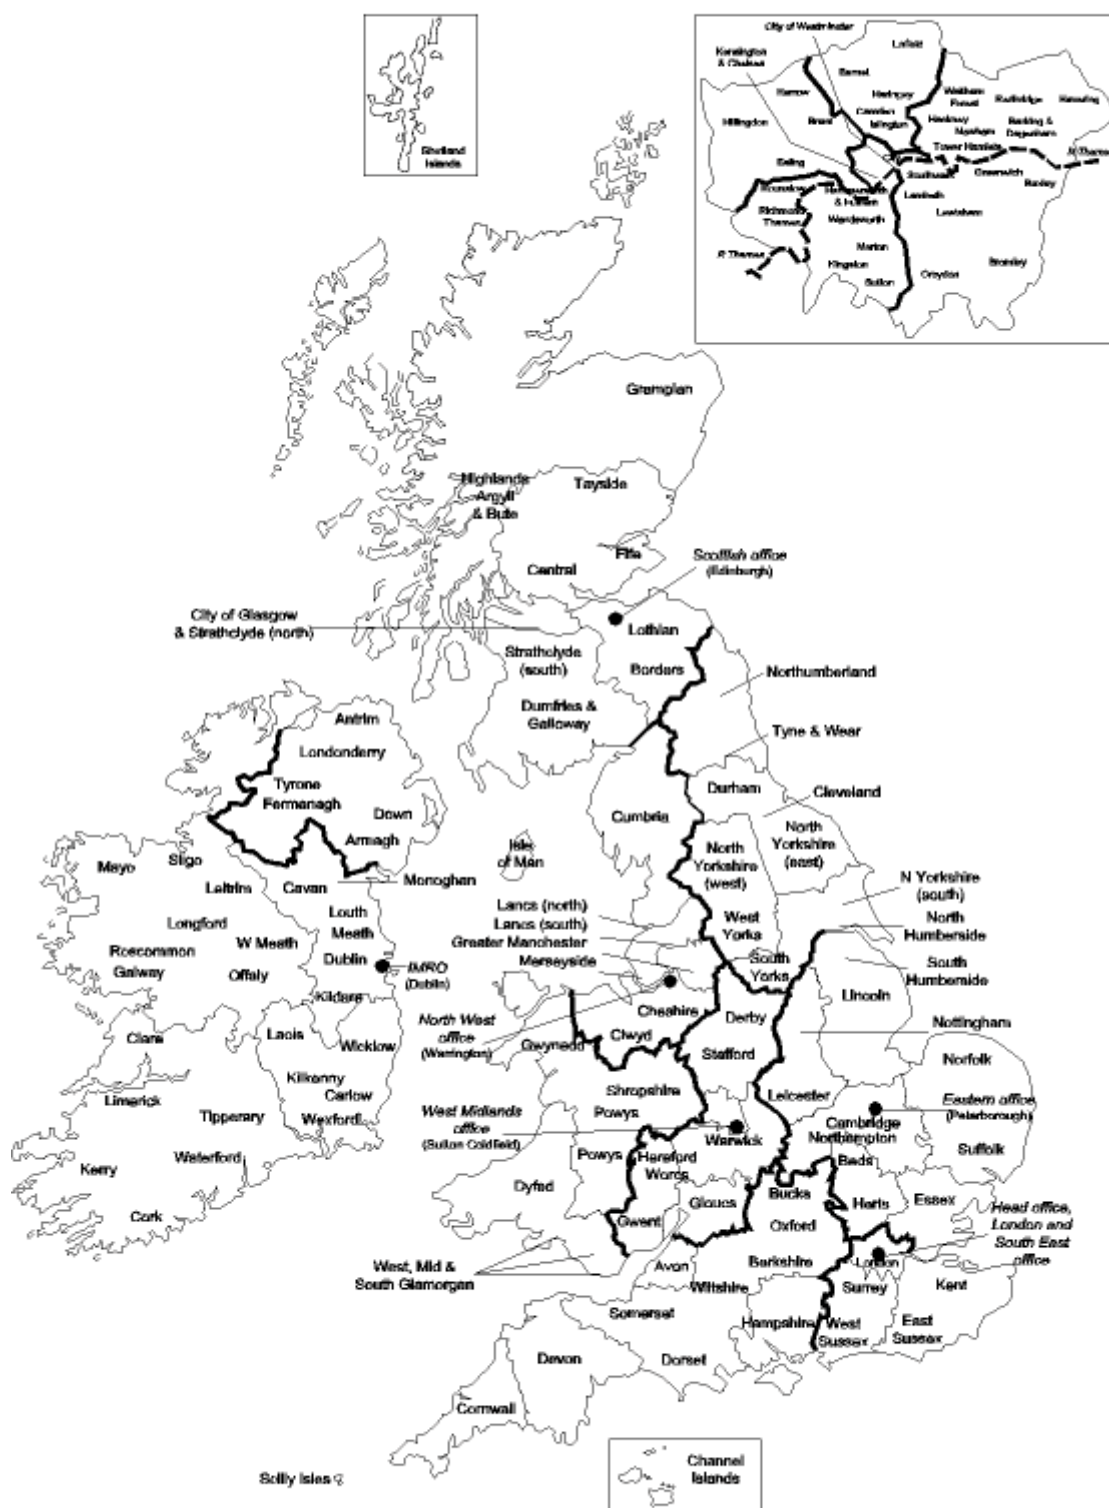 Shetland
Islands
City of Westminster
Kensington
& Chelsea
Enfield
Barnet
Harrow
Haringey
Waltham
Forest
Redbridge
Havering
Hillingdon
Brent
Camden
Islington
Hackney
Newham
Barking &
Dagenham
Tower Hamlets
Ealing
R Thames
Southwark
Greenwich
Bexley
Hounslow
Hammersmith
& Fulham
Lambeth
Richmond
Thames
Wandsworth
Lewisham
R Thames
Merton
Kingston
Sutton
Croydon
Bromley
Grampian
Highlands
Argyll
& Bute
Tayside
Fife
Central
Scottish office
(Edinburgh)
City of Glasgow
& Strathclyde (north)
Lothian
Strathclyde
(south)
Borders
Northumberland
Dumfries &
Galloway
Tyne & Wear
Antrim
Londonderry
Tyrone
Fermanagh
Down
Armagh
Durham
Cleveland
Cumbria
North
Yorkshire
(west)
North
Yorkshire
(east)
Isle
of Man
Mayo
Sligo
Leitrim
Cavan
Monoghan
N Yorkshire
(south)
Lancs (north)
Lancs (south)
Greater Manchester
Merseyside
West
Yorks
North
Humberside
South
Yorks
South
Humberside
Longford
Louth
Meath
Roscommon
Galway
W Meath
Dublin
Offaly
IMRO
(Dublin)
Kildare
Lincoln
Cheshire
Derby
North West
office
(Warrington)
Clwyd
Gwynedd
Stafford
Nottingham
Norfolk
Clare
Laois
Wicklow
Kilkenny
Carlow
Limerick
Tipperary
Wexford
Shropshire
Powys
Leicester
Eastern office
(Peterborough)
West Midlands
office
(Sutton Coldfield)
Warwick
Cambridge
Northampton
Suffolk
Beds
Kerry
Waterford
Cork
Powys
Hereford
Worcs
Dyfed
Gwent
Gloucs
Bucks
Oxford
Herts
Essex
Head office,
London and
South East
office
West, Mid &
South Glamorgan
Avon
Berkshire
London
Wiltshire
Surrey
Kent
Somerset
Hampshire
West
Sussex
East
Sussex
Devon
Dorset
Cornwall
Scilly Isles
Channel
Islands